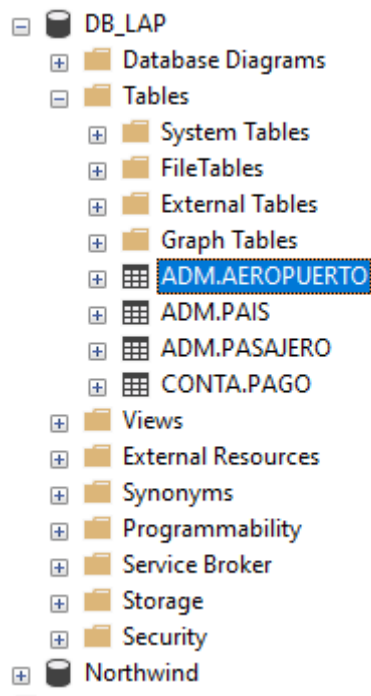 DB_LAP
Database Diagrams
Tables
System Tables
FileTables
External Tables
Graph Tables
ADM.AEROPUERTO
ADM.PAIS
ADM.PASAJERO
CONTA.PAGO
Views
External Resources
Synonyms
Programmability
Service Broker
Storage
Security
Northwind